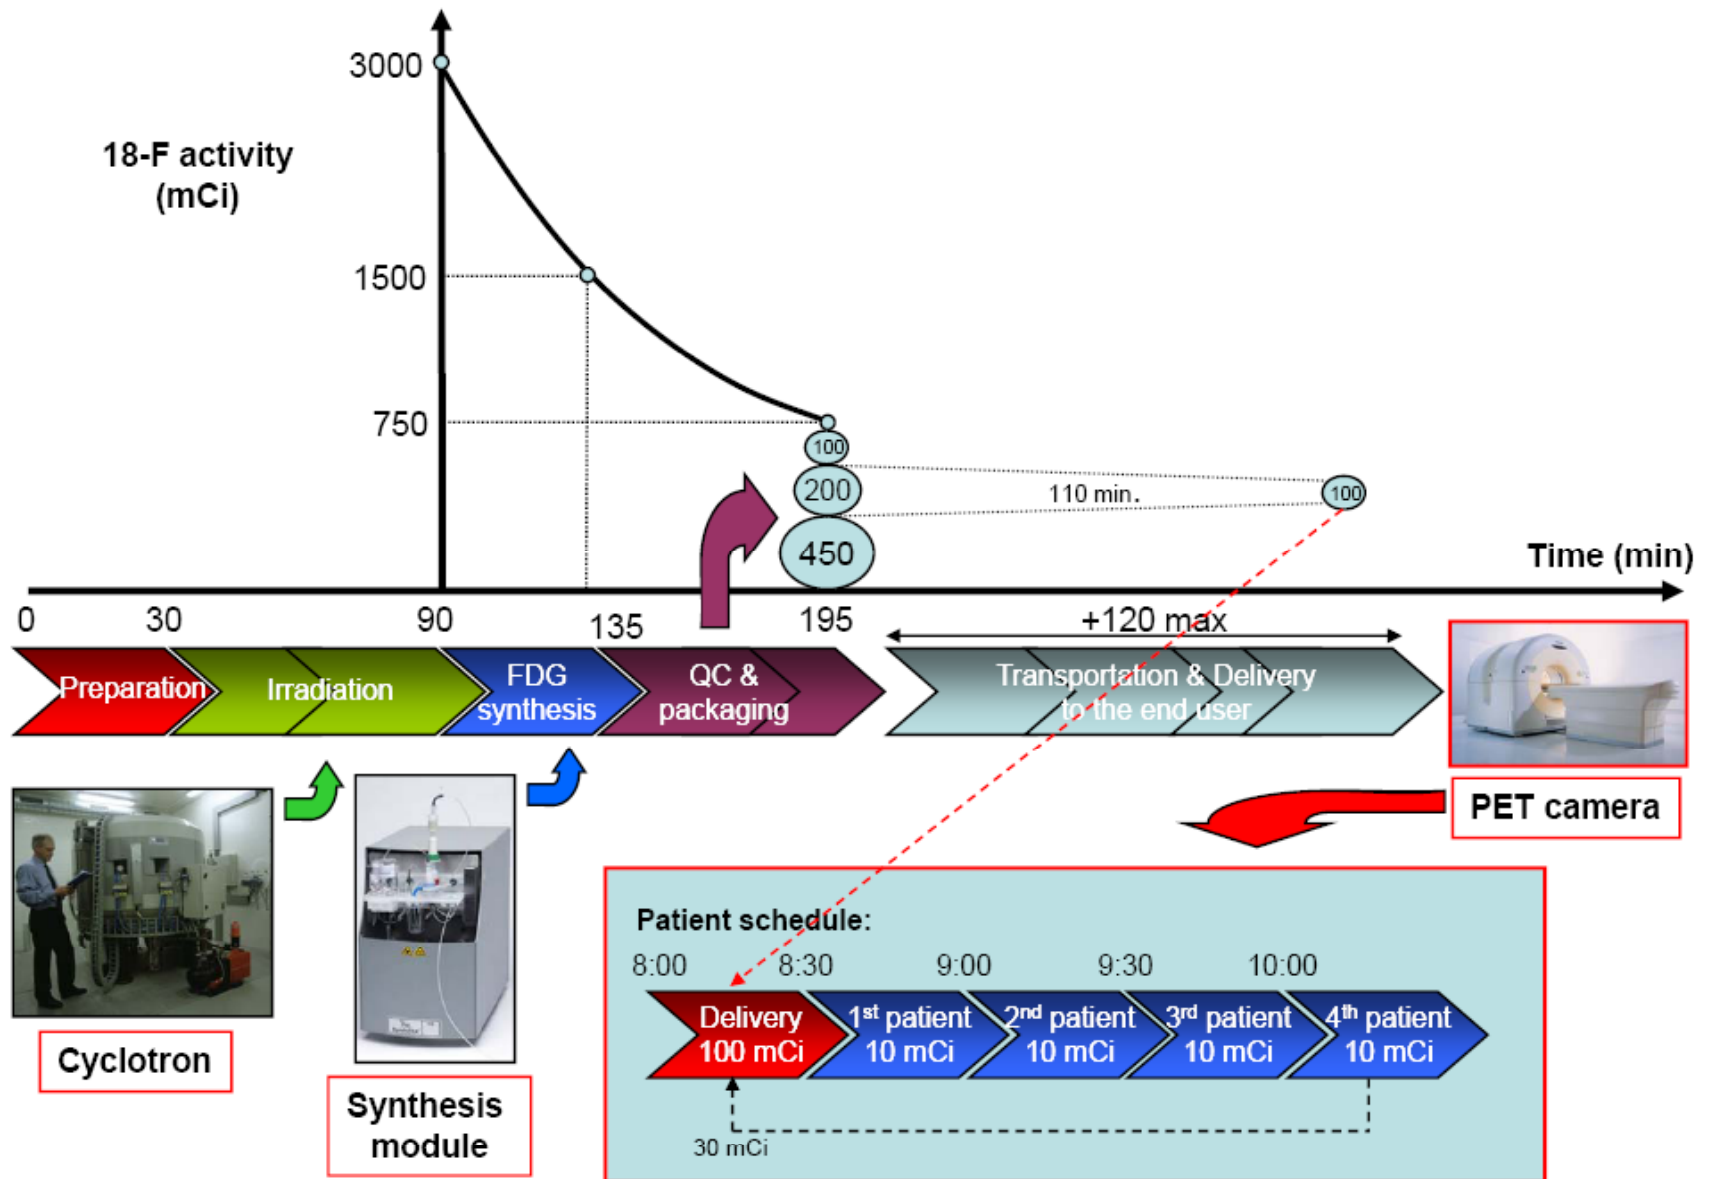 3000
18-F activity
(mCi)
1500
750
100
200
450
110 min.
100
Time (min)
0
30
90
135
195
+120 max
Preparation
Irradiation
FDG
synthesis
QC &
packaging
Transportation & Delivery
to the end user
PET camera
Cyclotron
Synthesis
module
Patient schedule:
8:00
8:30
9:00
9:30
10:00
Delivery
100 mCi
1st patient
10 mCi
2nd patient
10 mCi
3rd patient
10 mCi
4th patient
10 mCi
30 mCi